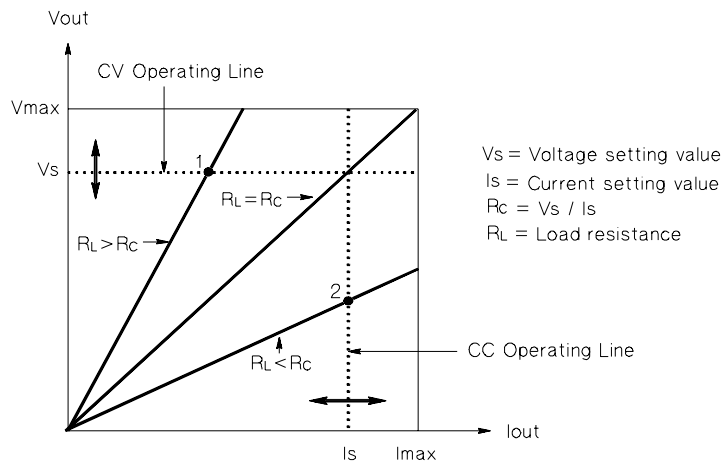 Vout
CV Operating Line
Vmax
Vs
1
RL=RC
RL>RC
2
RL<RC
CC Operating Line
Iout
Is
Imax
Vs = Voltage setting value
Is = Current setting value
RC = Vs / Is
RL = Load resistance